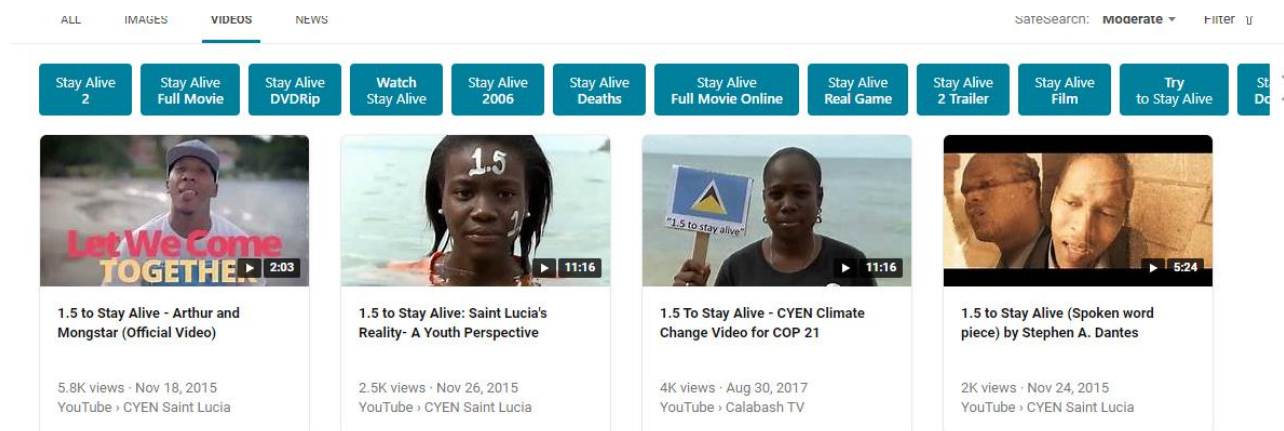 ALL IMAGES VIDEOS NEWS SafeSearch: Moderate Filter
Stay Alive
2
Stay Alive
Full Movie
Stay Alive
DVDRip
Watch
Stay Alive
Stay Alive
2006
Stay Alive
Deaths
Stay Alive
Full Movie Online
Stay Alive
Real Game
Stay Alive
2 Trailer
Stay Alive
Film
Try
to Stay Alive
Let We Come
TOGETHER
2:03
1.5 to Stay Alive - Arthur and
Mongstar (Official Video)
5.8K views · Nov 18, 2015
YouTube › CYEN Saint Lucia
1.5
11:16
1.5 to Stay Alive: Saint Lucia's
Reality- A Youth Perspective
2.5K views · Nov 26, 2015
YouTube › CYEN Saint Lucia
"1.5 to stay alive"
11:16
1.5 To Stay Alive - CYEN Climate
Change Video for COP 21
4K views · Aug 30, 2017
YouTube › Calabash TV
5:24
1.5 to Stay Alive (Spoken word
piece) by Stephen A. Dantes
2K views · Nov 24, 2015
YouTube › CYEN Saint Lucia